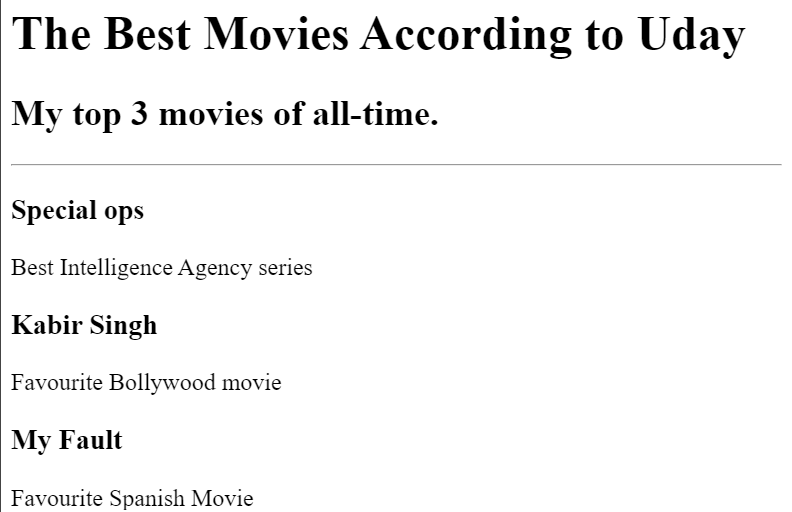 The Best Movies According to Uday
My top 3 movies of all-time.
Special ops
Best Intelligence Agency series
Kabir Singh
Favourite Bollywood movie
My Fault
Favourite Spanish Movie